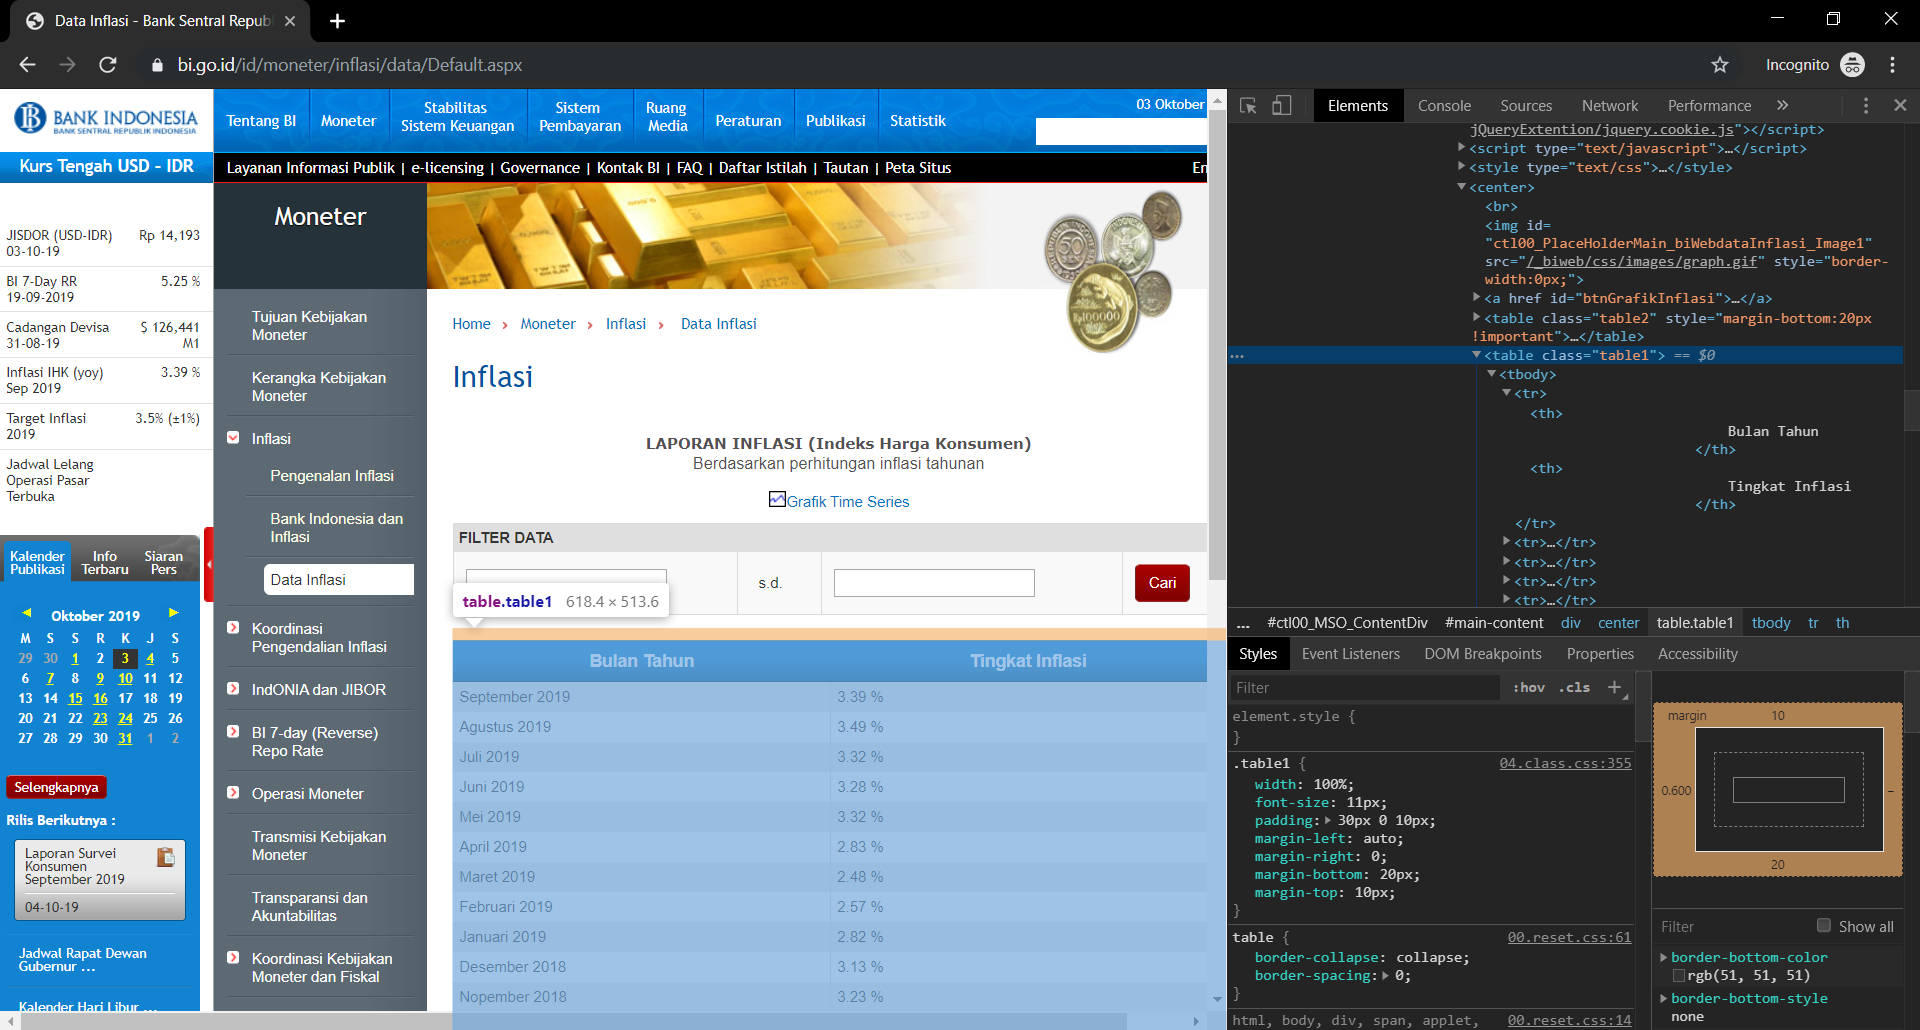 Data Inflasi - Bank Sentral Repub
bi.go.id/id/moneter/inflasi/data/Default.aspx
Incognito
BANK INDONESIA
BANK SENTRAL REPUBLIK INDONESIA
Tentang BI
Moneter
Stabilitas
Sistem Keuangan
Sistem
Pembayaran
Ruang
Media
Peraturan
Publikasi
Statistik
03 Oktober
Kurs Tengah USD - IDR
Layanan Informasi Publik | e-licensing | Governance | Kontak BI | FAQ | Daftar Istilah | Tautan | Peta Situs
En
JISDOR (USD-IDR) Rp 14,193
03-10-19
BI 7-Day RR 5.25 %
19-09-2019
Cadangan Devisa $ 126,441
31-08-19 M1
Inflasi IHK (yoy) 3.39 %
Sep 2019
Target Inflasi 3.5% (±1%)
2019
Jadwal Lelang
Operasi Pasar
Terbuka
Kalender
Publikasi
Info
Terbaru
Siaran
Pers
Oktober 2019
M S S R K J S
29 30 1 2 3 4 5
6 7 8 9 10 11 12
13 14 15 16 17 18 19
20 21 22 23 24 25 26
27 28 29 30 31 1 2
Selengkapnya
Rilis Berikutnya :
Laporan Survei
Konsumen
September 2019
04-10-19
Jadwal Rapat Dewan
Gubernur ...
Kalender Hari Libur ...
Moneter
Tujuan Kebijakan
Moneter
Kerangka Kebijakan
Moneter
Inflasi
Pengenalan Inflasi
Bank Indonesia dan
Inflasi
Data Inflasi
Koordinasi
Pengendalian Inflasi
IndONIA dan JIBOR
BI 7-day (Reverse)
Repo Rate
Operasi Moneter
Transmisi Kebijakan
Moneter
Transparansi dan
Akuntabilitas
Koordinasi Kebijakan
Moneter dan Fiskal
50
Rp100000
Home › Moneter › Inflasi › Data Inflasi
Inflasi
LAPORAN INFLASI (Indeks Harga Konsumen)
Berdasarkan perhitungan inflasi tahunan
Grafik Time Series
FILTER DATA
s.d.
Cari
table.table1 618.4 × 513.6
Bulan Tahun Tingkat Inflasi
September 2019 3.39 %
Agustus 2019 3.49 %
Juli 2019 3.32 %
Juni 2019 3.28 %
Mei 2019 3.32 %
April 2019 2.83 %
Maret 2019 2.48 %
Februari 2019 2.57 %
Januari 2019 2.82 %
Desember 2018 3.13 %
Nopember 2018 3.23 %
Elements Console Sources Network Performance »
jQueryExtention/jquery.cookie.js"></script>
<script type="text/javascript">…</script>
<style type="text/css">…</style>
<center>
<br>
<img id=
"ctl00_PlaceHolderMain_biWebdataInflasi_Image1"
src="/_biweb/css/images/graph.gif" style="border-
width:0px;">
<a href id="btnGrafikInflasi">…</a>
<table class="table2" style="margin-bottom:20px
!important">…</table>
... <table class="table1"> == $0
<tbody>
<tr>
<th>
Bulan Tahun
</th>
<th>
Tingkat Inflasi
</th>
</tr>
<tr>…</tr>
<tr>…</tr>
<tr>…</tr>
<tr>…</tr>
... #ctl00_MSO_ContentDiv #main-content div center table.table1 tbody tr th
Styles Event Listeners DOM Breakpoints Properties Accessibility
Filter :hov .cls +
element.style {
}
.table1 { 04.class.css:355
width: 100%;
font-size: 11px;
padding: 30px 0 10px;
margin-left: auto;
margin-right: 0;
margin-bottom: 20px;
margin-top: 10px;
}
table { 00.reset.css:61
border-collapse: collapse;
border-spacing: 0;
}
html, body, div, span, applet, 00.reset.css:14
margin 10
0.600 –
20
Filter Show all
border-bottom-color
rgb(51, 51, 51)
border-bottom-style
none